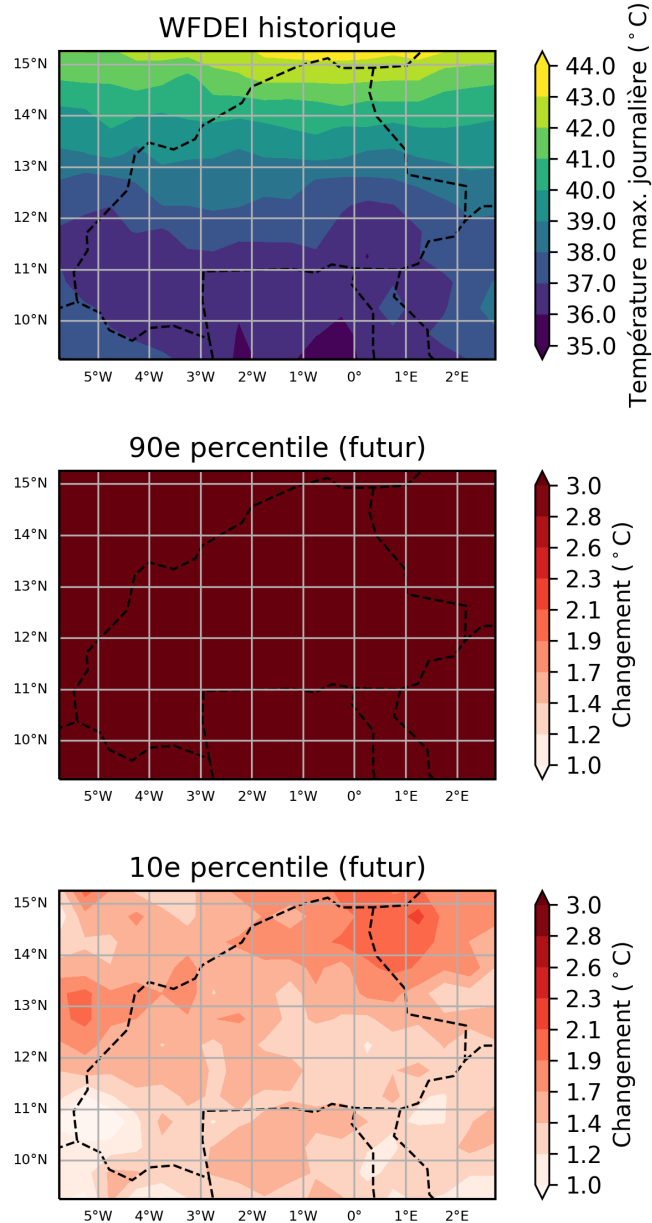 WFDEI historique
15°N
14°N
13°N
12°N
11°N
10°N
5°W 4°W 3°W 2°W 1°W 0° 1°E 2°E
44.0
43.0
42.0
41.0
40.0
39.0
38.0
37.0
36.0
35.0
Température max. journalière (°C)
90e percentile (futur)
15°N
14°N
13°N
12°N
11°N
10°N
5°W 4°W 3°W 2°W 1°W 0° 1°E 2°E
3.0
2.8
2.6
2.3
2.1
1.9
1.7
1.4
1.2
1.0
Changement (°C)
10e percentile (futur)
15°N
14°N
13°N
12°N
11°N
10°N
5°W 4°W 3°W 2°W 1°W 0° 1°E 2°E
3.0
2.8
2.6
2.3
2.1
1.9
1.7
1.4
1.2
1.0
Changement (°C)